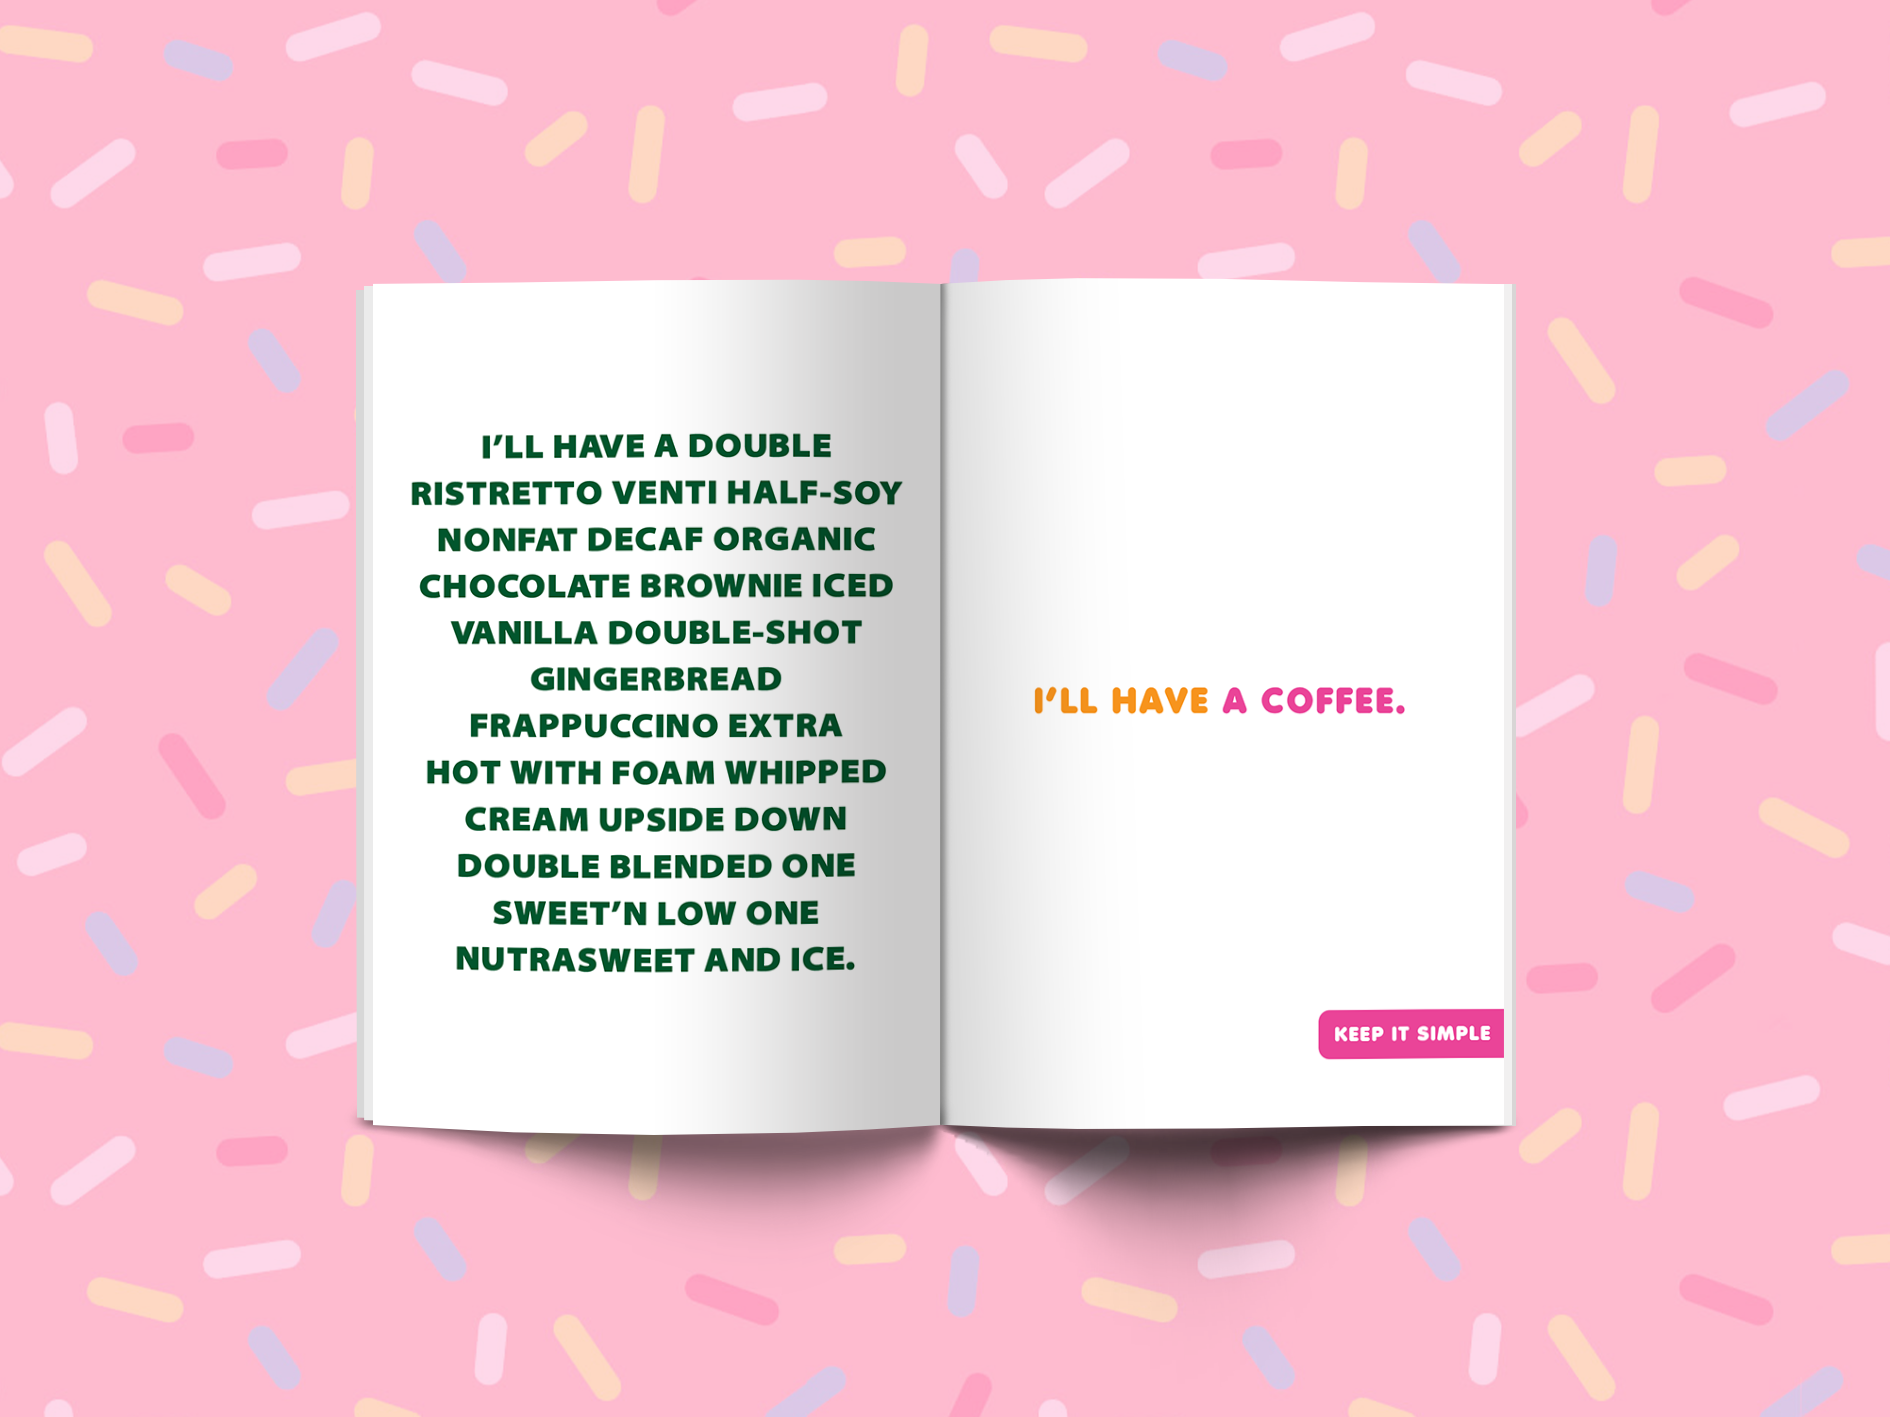 I'LL HAVE A DOUBLE
RISTRETTO VENTI HALF-SOY
NONFAT DECAF ORGANIC
CHOCOLATE BROWNIE ICED
VANILLA DOUBLE-SHOT
GINGERBREAD
FRAPPUCCINO EXTRA
HOT WITH FOAM WHIPPED
CREAM UPSIDE DOWN
DOUBLE BLENDED ONE
SWEET'N LOW ONE
NUTRASWEET AND ICE.
I'LL HAVE A COFFEE.
KEEP IT SIMPLE